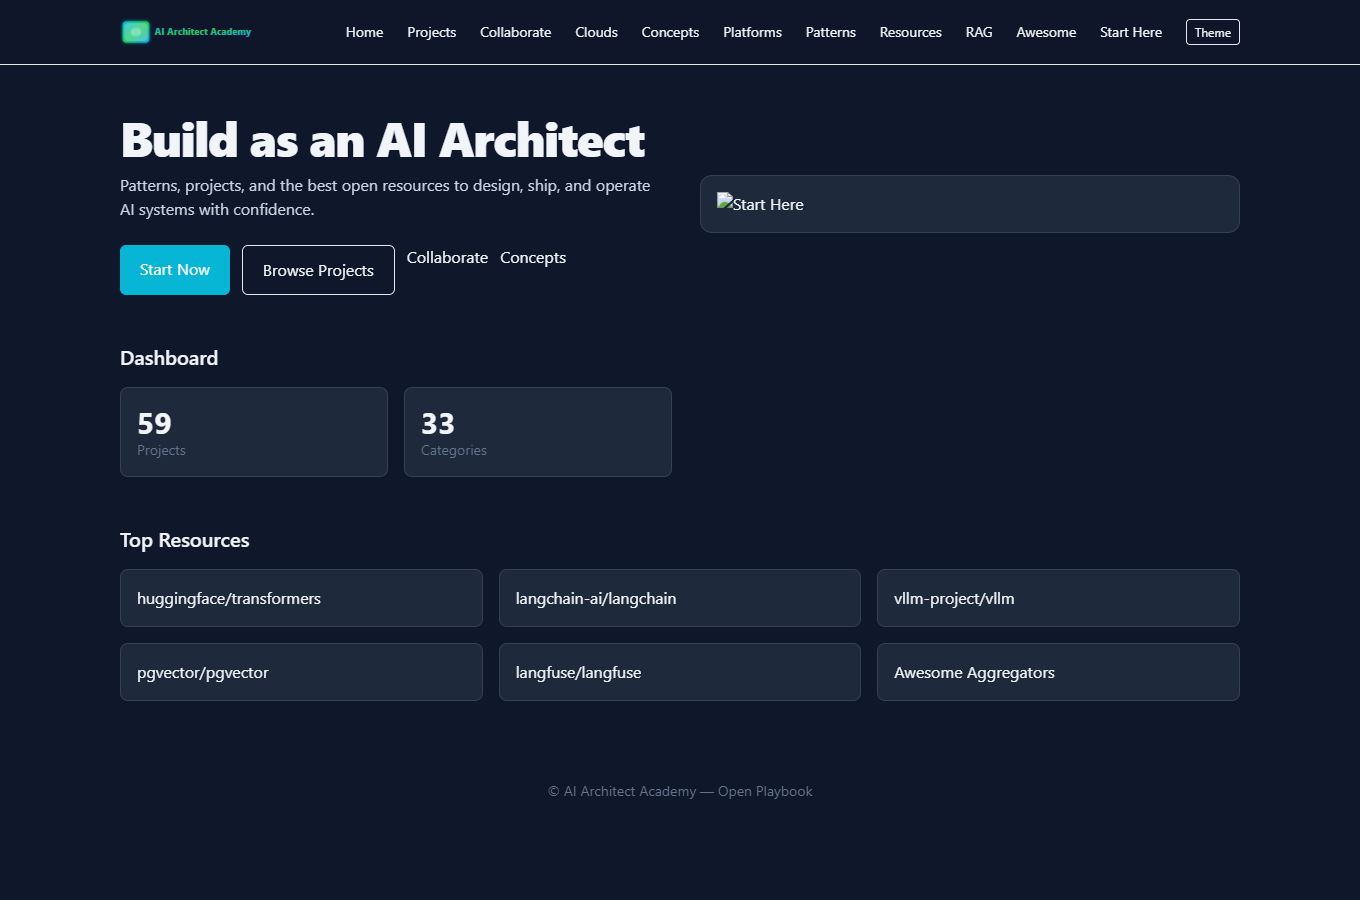 AI Architect Academy
Home Projects Collaborate Clouds Concepts Platforms Patterns Resources RAG Awesome Start Here Theme
Build as an AI Architect
Patterns, projects, and the best open resources to design, ship, and operate
AI systems with confidence.
Start Here
Start Now Browse Projects Collaborate Concepts
Dashboard
59
Projects
33
Categories
Top Resources
huggingface/transformers
langchain-ai/langchain
vllm-project/vllm
pgvector/pgvector
langfuse/langfuse
Awesome Aggregators
© AI Architect Academy — Open Playbook